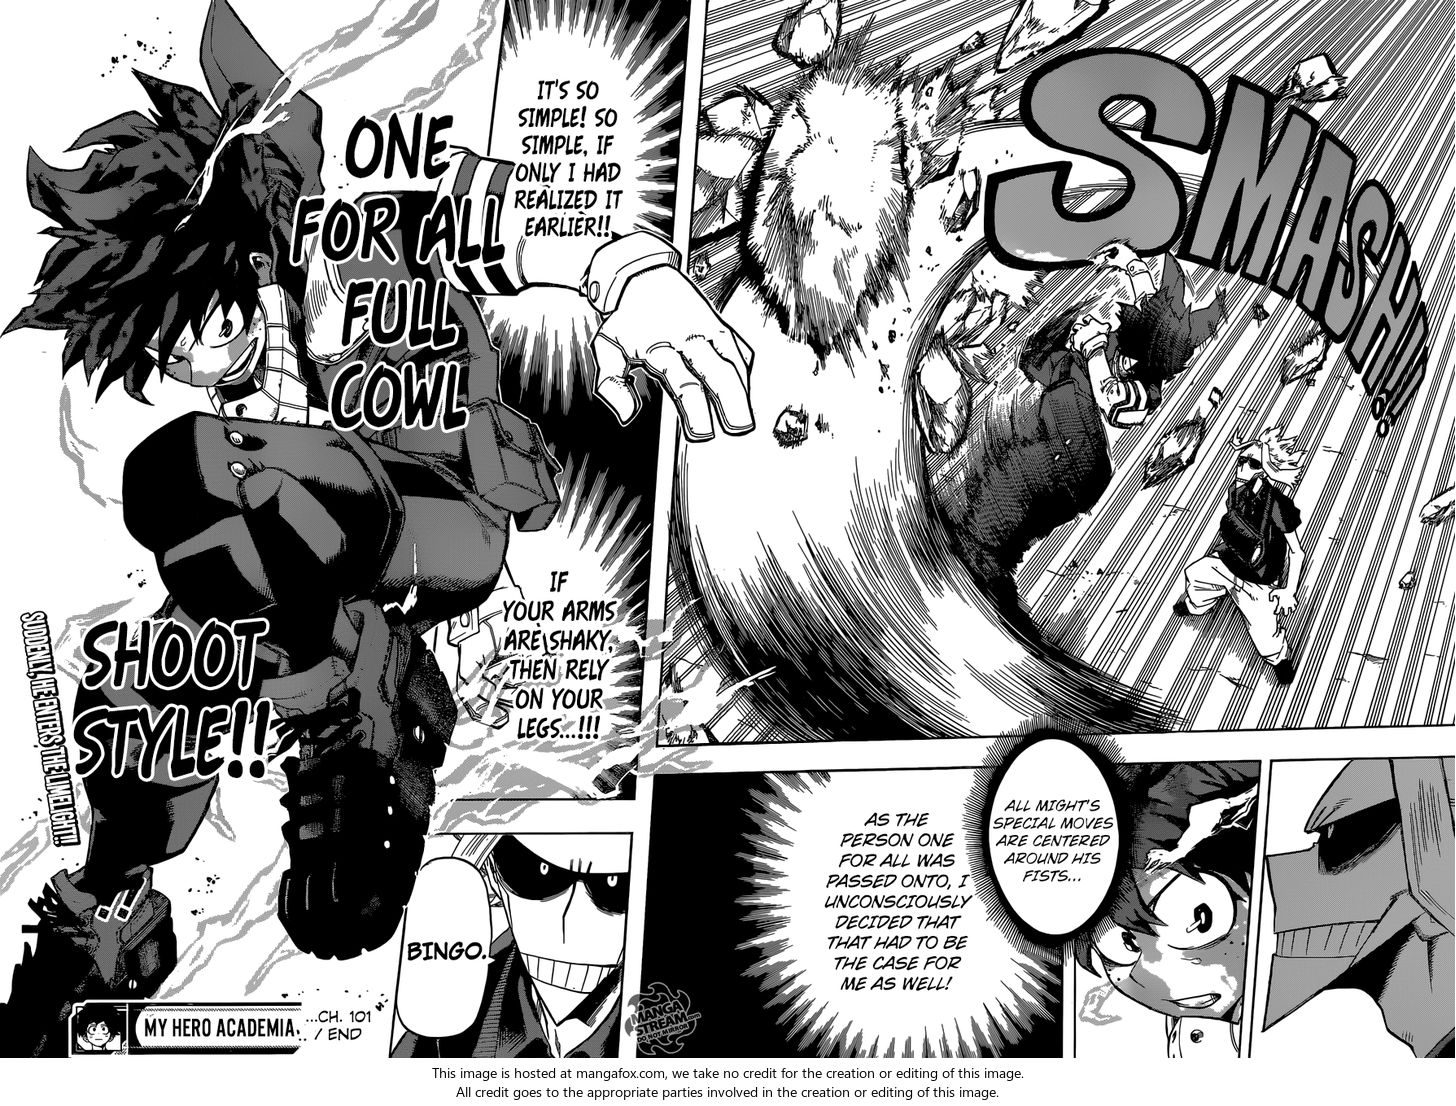 SMASH!!
ALL MIGHT'S
SPECIAL MOVES
ARE CENTERED
AROUND HIS
FISTS...
AS THE
PERSON ONE
FOR ALL WAS
PASSED ONTO, I
UNCONSCIOUSLY
DECIDED THAT
THAT HAD TO BE
THE CASE FOR
ME AS WELL!
IT'S SO
SIMPLE! SO
SIMPLE, IF
ONLY I HAD
REALIZED IT
EARLIER!!
IF
YOUR ARMS
ARE SHAKY,
THEN RELY
ON YOUR
LEGS...!!!
ONE
FOR ALL
FULL
COWL
SHOOT
STYLE!!
SUDDENLY, HE ENTERS THE LIMELIGHT!!
!!
BINGO.
MY HERO ACADEMIA.
...CH. 101
.. / END
MANGA
STREAM.com
DO NOT MIRROR
This image is hosted at mangafox.com, we take no credit for the creation or editing of this image.
All credit goes to the appropriate parties involved in the creation or editing of this image.